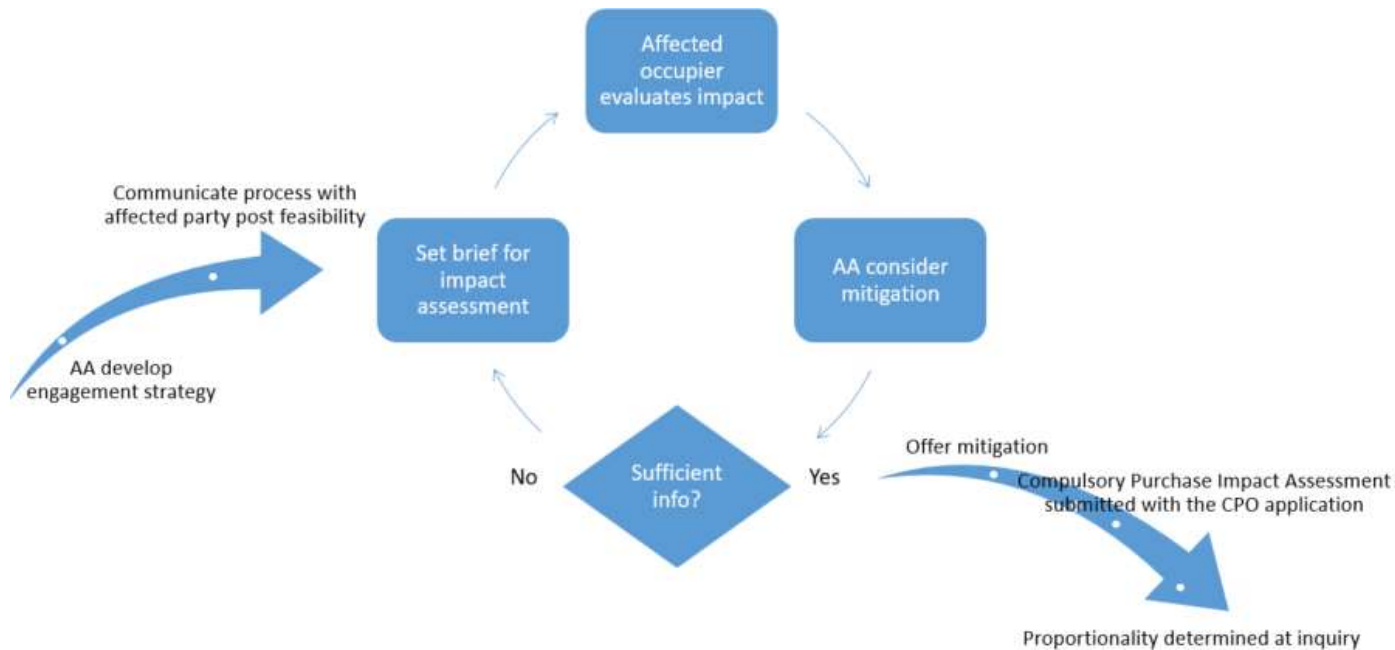 Affected
occupier
evaluates impact
Communicate process with
affected party post feasibility
Set brief for
impact
assessment
AA consider
mitigation
AA develop
engagement strategy
No
Sufficient
info?
Yes
Offer mitigation
Compulsory Purchase Impact Assessment
submitted with the CPO application
Proportionality determined at inquiry